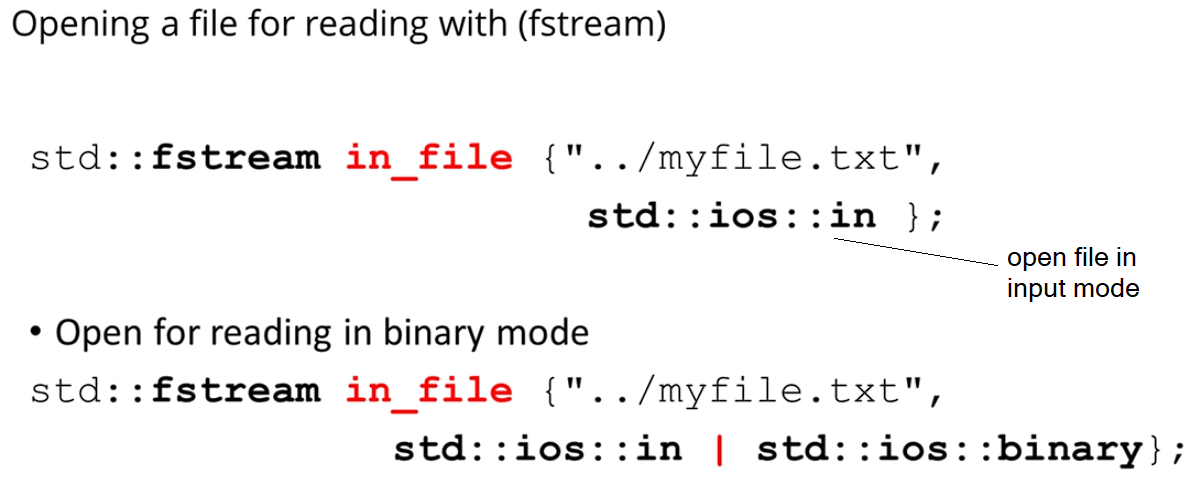 Opening a file for reading with (fstream)
std::fstream in_file {"../myfile.txt",
std::ios::in };
open file in
input mode
• Open for reading in binary mode
std::fstream in_file {"../myfile.txt",
std::ios::in | std::ios::binary};